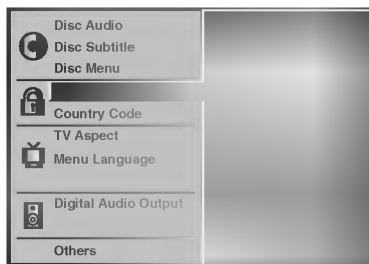 Disc Audio
Disc Subtitle
Disc Menu
Country Code
TV Aspect
Menu Language
Digital Audio Output
Others